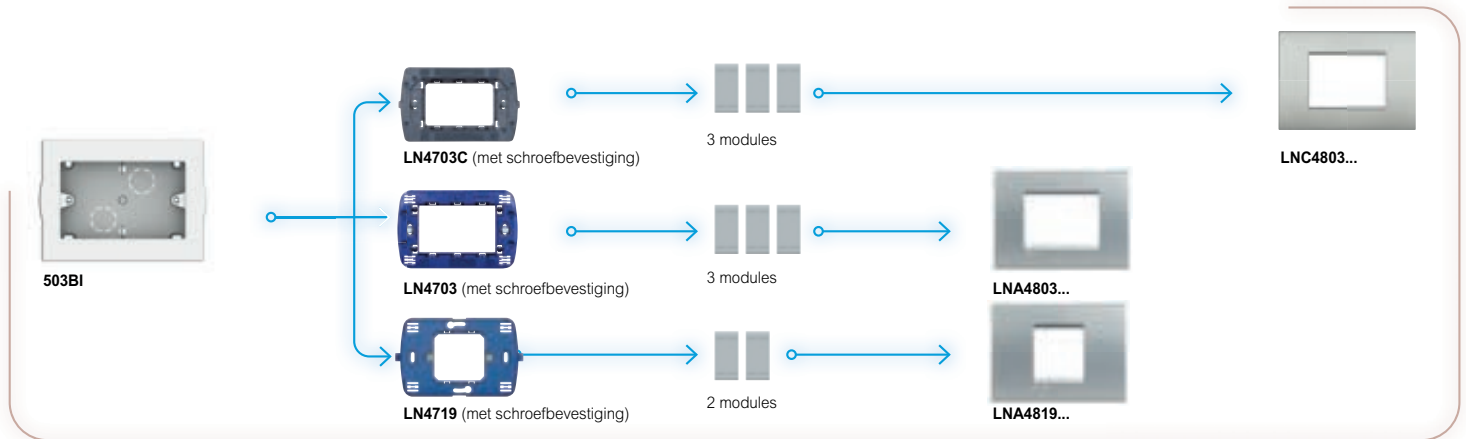 3 modules
LN4703C (met schroefbevestiging)
LNC4803...
503BI
LN4703 (met schroefbevestiging)
3 modules
LNA4803...
LN4719 (met schroefbevestiging)
2 modules
LNA4819...